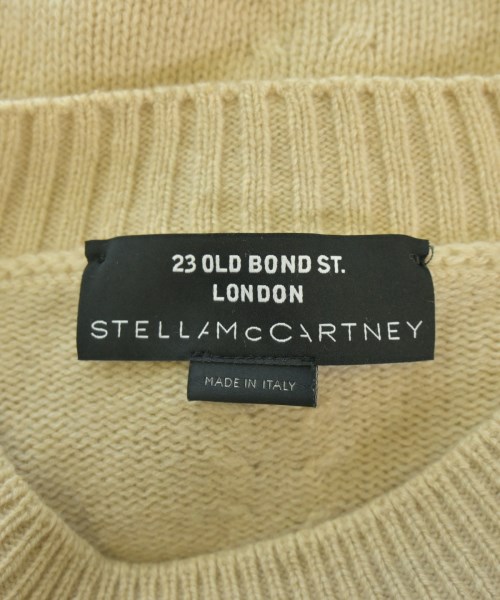 23 OLD BOND ST.
LONDON
STELLAMcCARTNEY
MADE IN ITALY